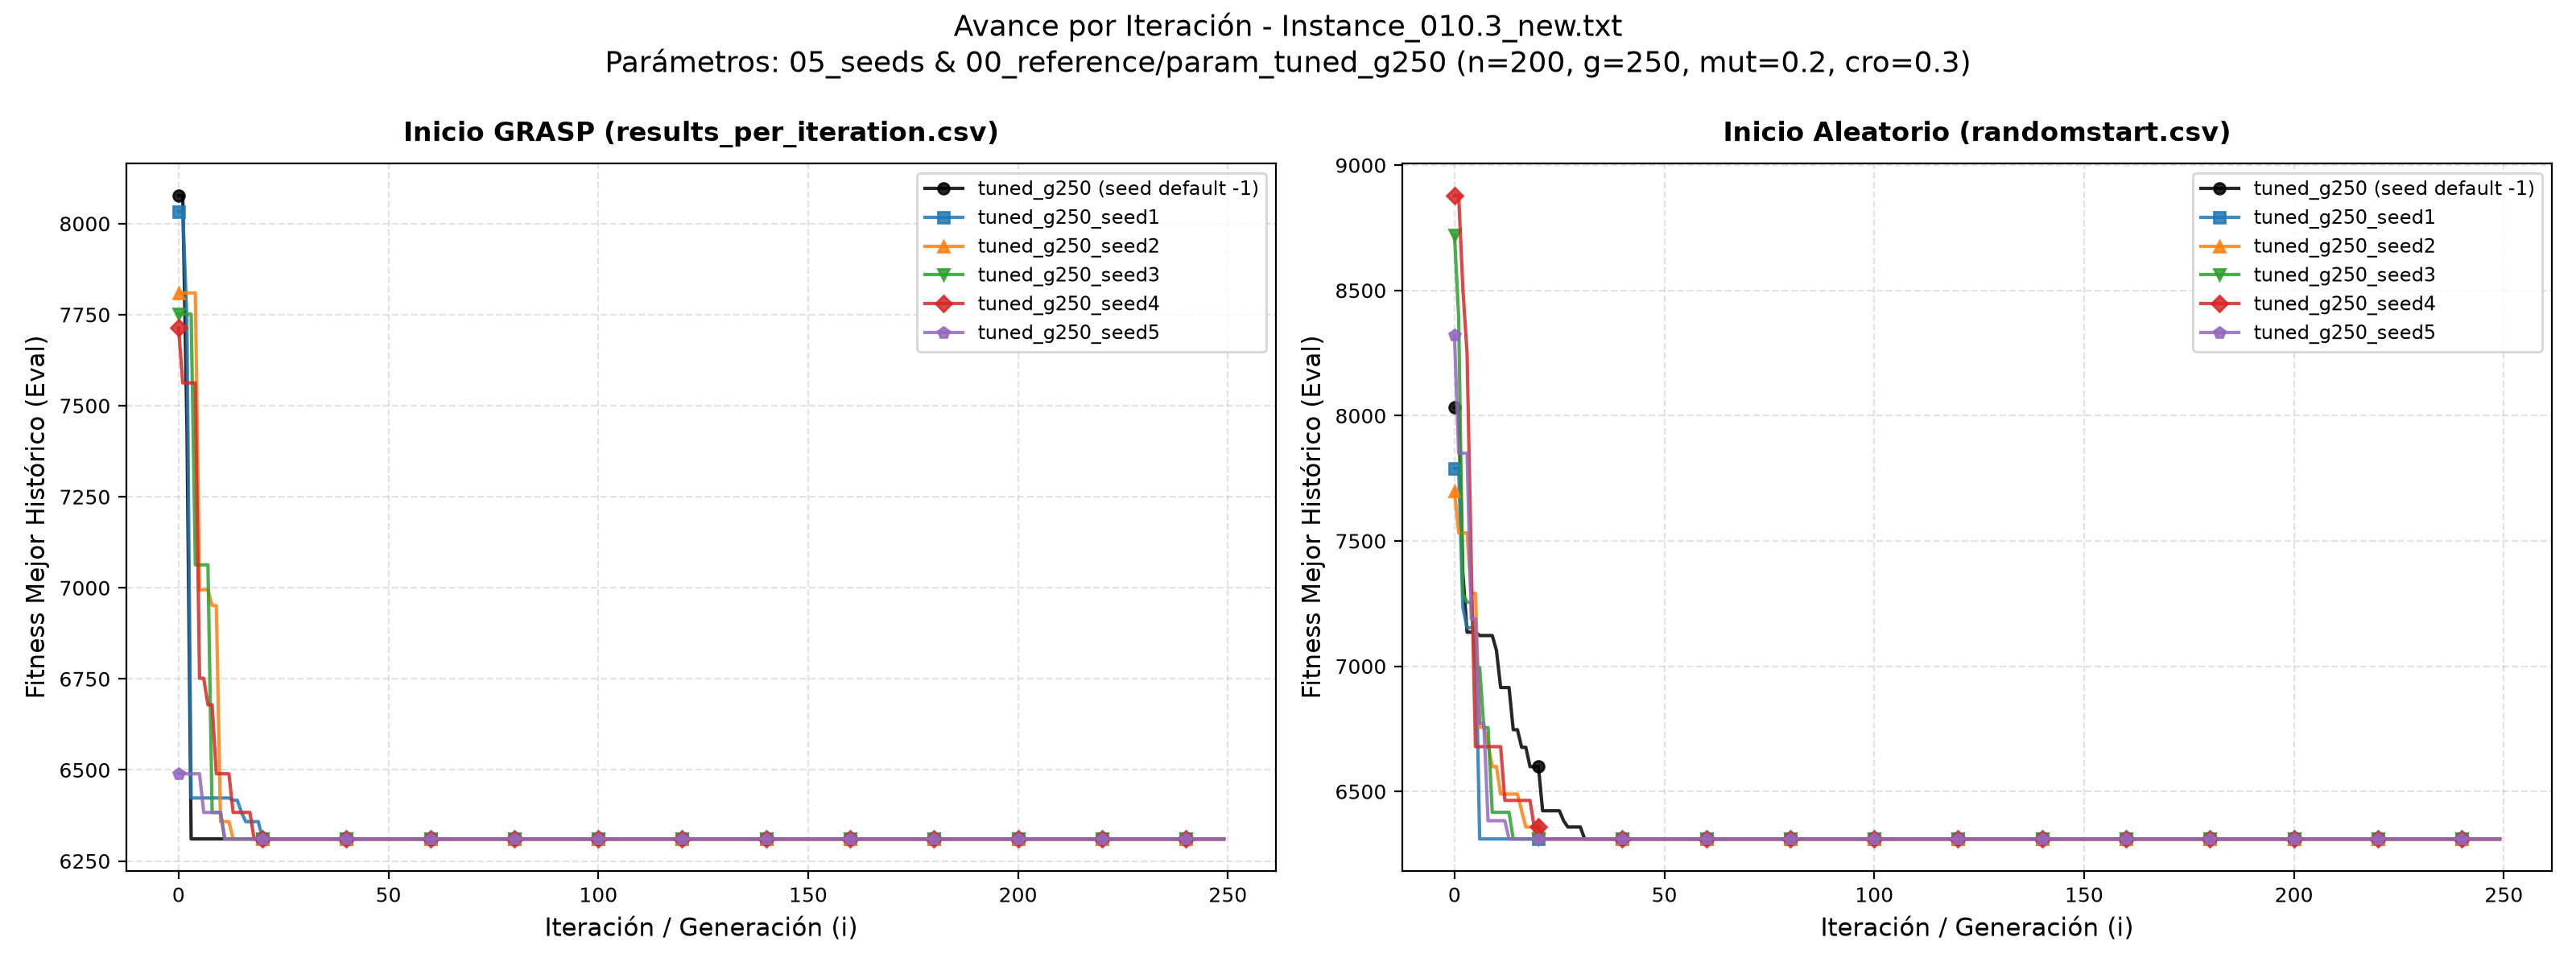 Avance por Iteración - Instance_010.3_new.txt
Parámetros: 05_seeds & 00_reference/param_tuned_g250 (n=200, g=250, mut=0.2, cro=0.3)
Inicio GRASP (results_per_iteration.csv)
Fitness Mejor Histórico (Eval)
8000
7750
7500
7250
7000
6750
6500
6250
tuned_g250 (seed default -1)
tuned_g250_seed1
tuned_g250_seed2
tuned_g250_seed3
tuned_g250_seed4
tuned_g250_seed5
0
50
100
150
200
250
Iteración / Generación (i)
Inicio Aleatorio (randomstart.csv)
Fitness Mejor Histórico (Eval)
9000
8500
8000
7500
7000
6500
tuned_g250 (seed default -1)
tuned_g250_seed1
tuned_g250_seed2
tuned_g250_seed3
tuned_g250_seed4
tuned_g250_seed5
0
50
100
150
200
250
Iteración / Generación (i)